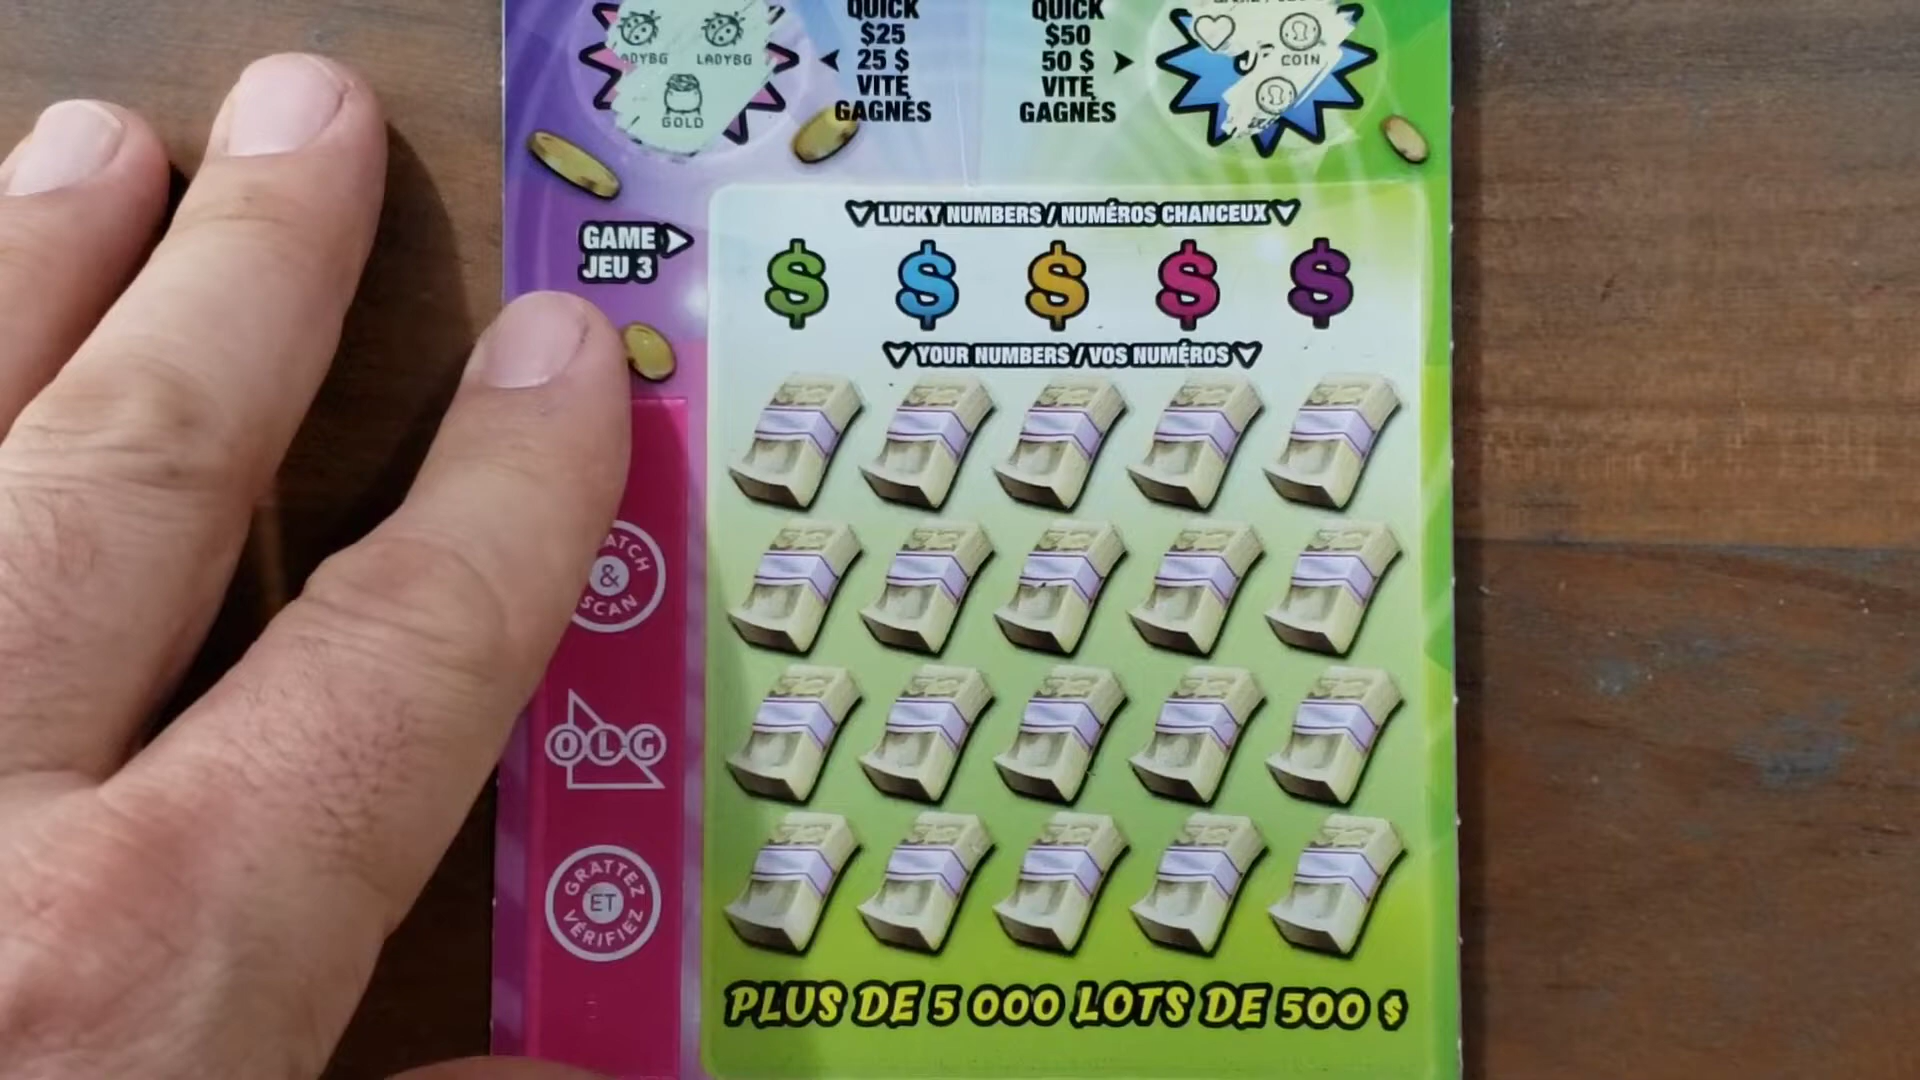 QUICK
$25
25 $
VITE
GAGNÉS
QUICK
$50
50 $
VITE
GAGNÉS
LADYBG
GOLD
COIN
LUCKY NUMBERS / NUMÉROS CHANCEUX
GAME
JEU 3
$ $ $ $ $
YOUR NUMBERS / VOS NUMÉROS
&
SCAN
OLG
GRATTEZ
ET
VÉRIFIEZ
PLUS DE 5 000 LOTS DE 500 $